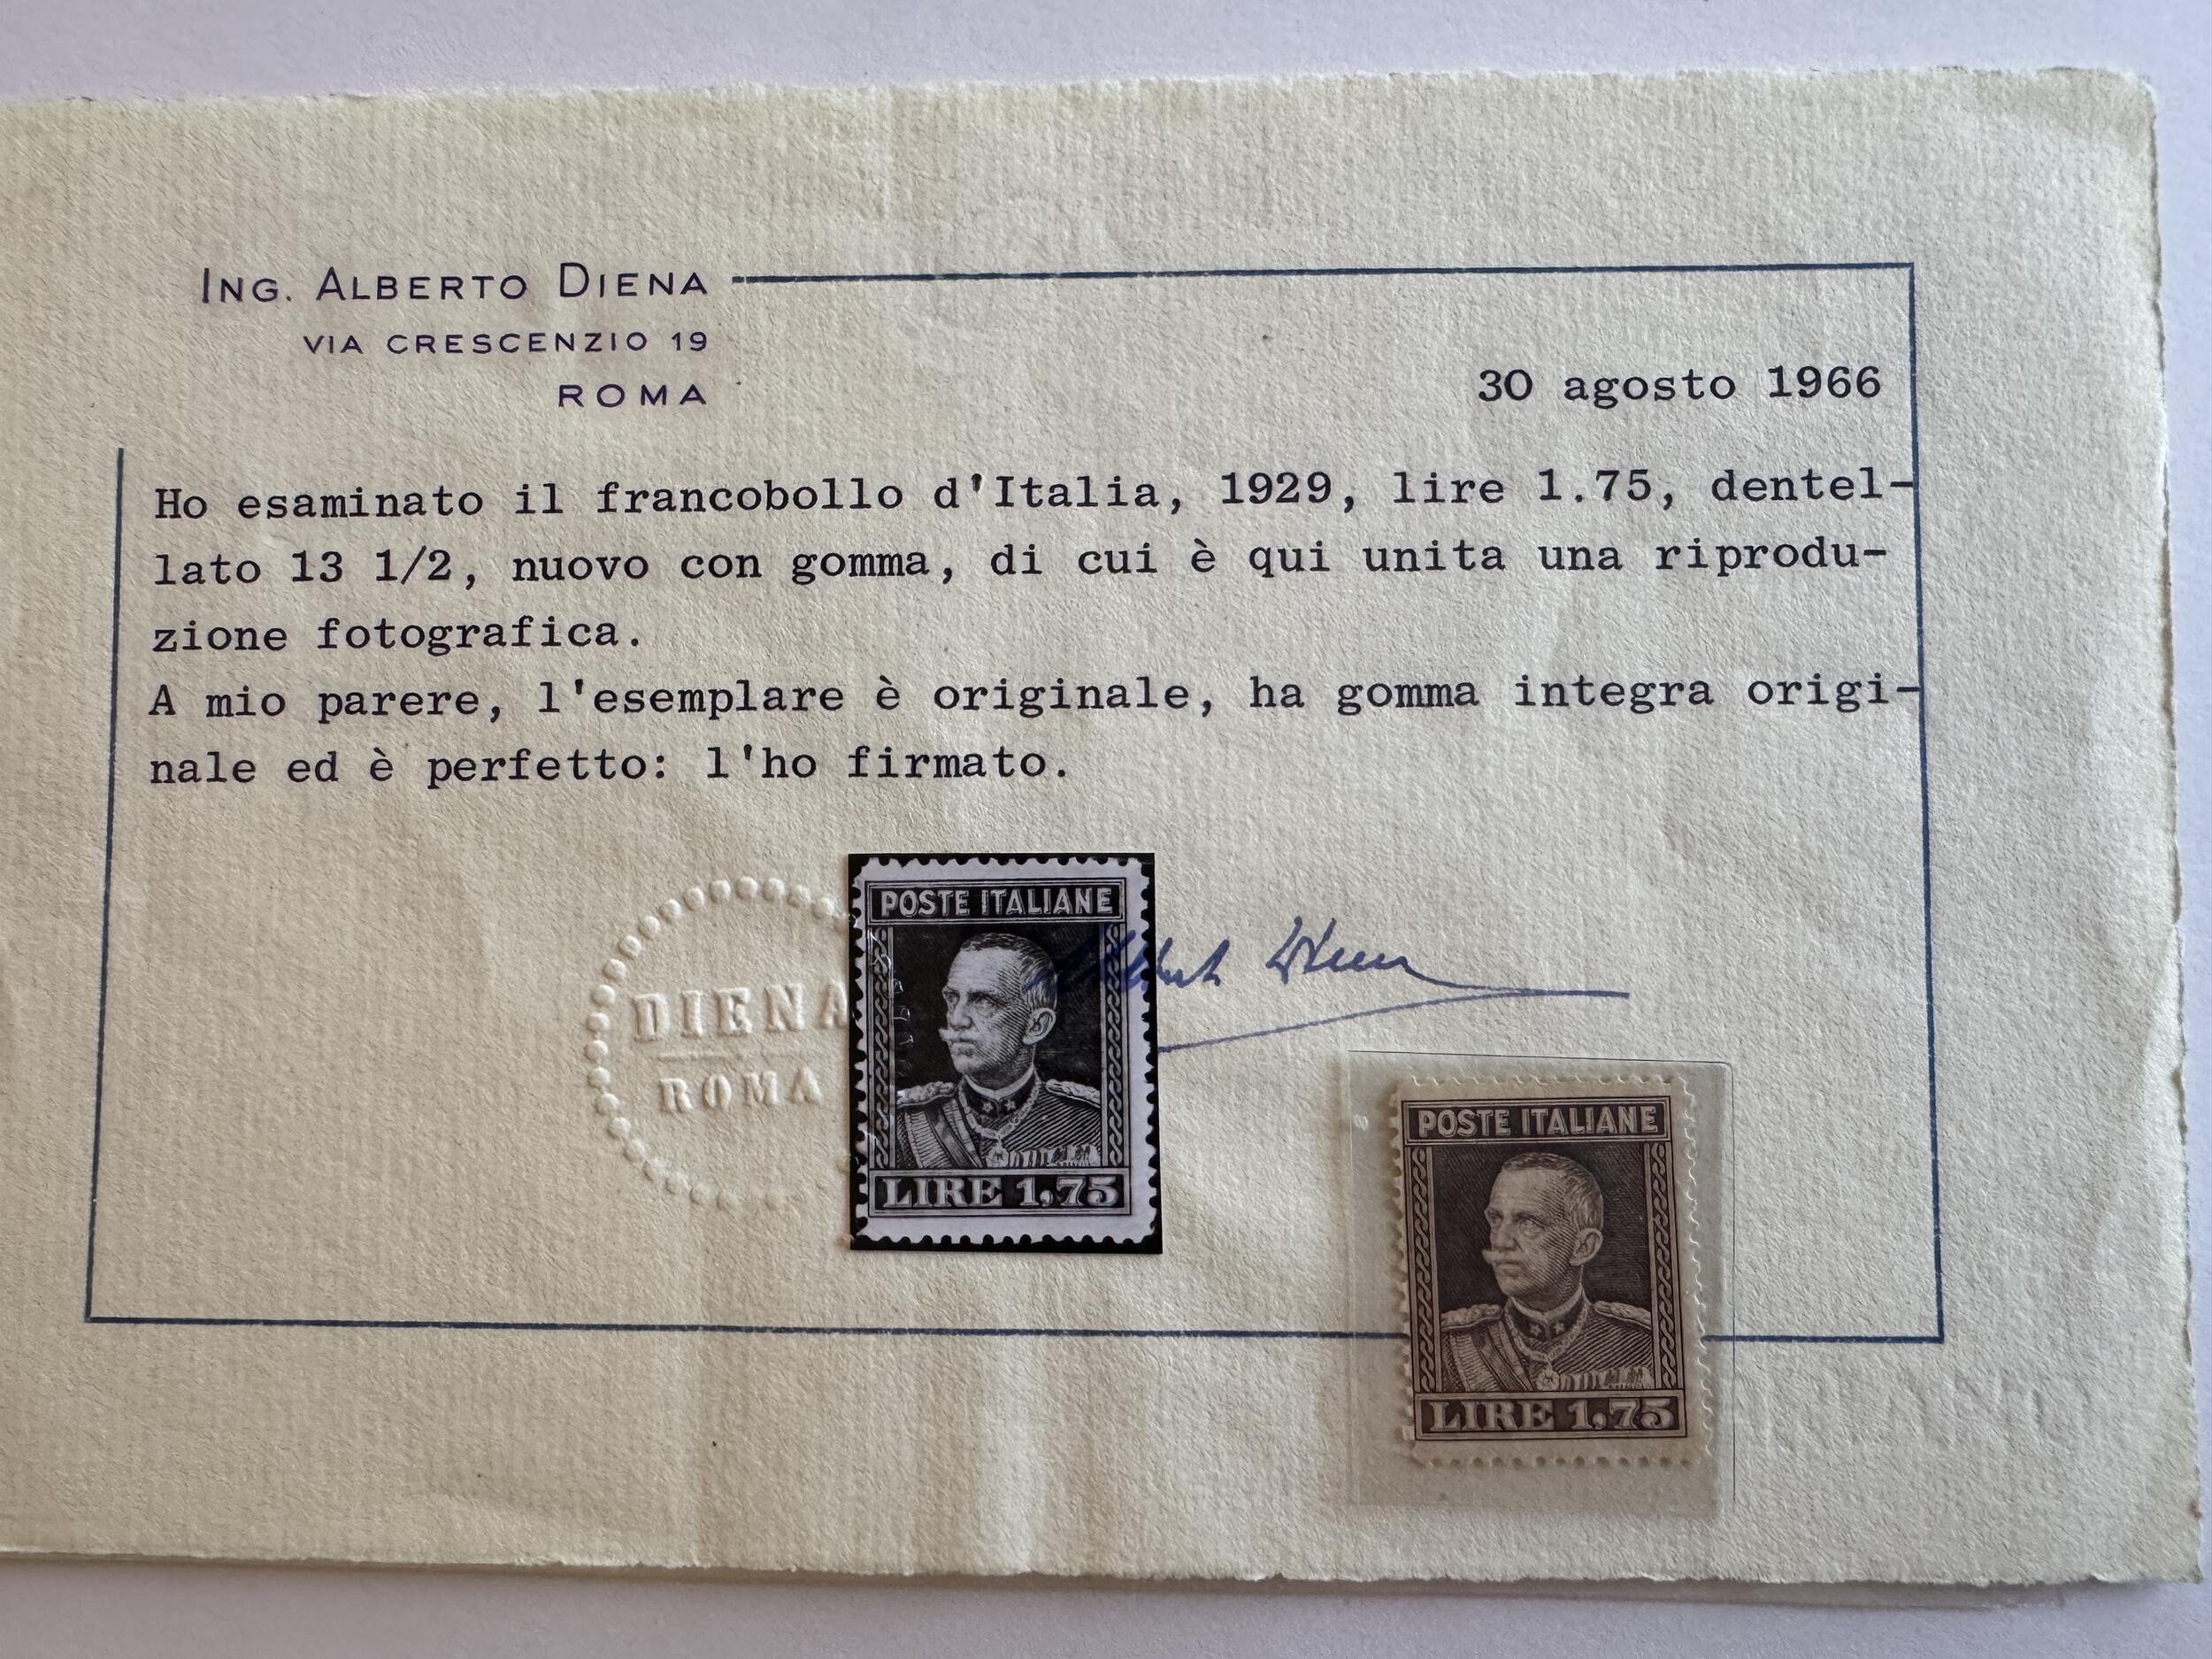 ING. ALBERTO DIENA
VIA CRESCENZIO 19
ROMA
30 agosto 1966
Ho esaminato il francobollo d'Italia, 1929, lire 1.75, dentel-
lato 13 1/2, nuovo con gomma, di cui è qui unita una riprodu-
zione fotografica.
A mio parere, l'esemplare è originale, ha gomma integra origi-
nale ed è perfetto: l'ho firmato.
DIENA
ROMA
POSTE ITALIANE
LIRE 1,75
Alberto Diena
POSTE ITALIANE
LIRE 1,75